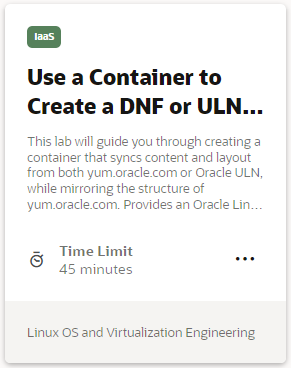 IaaS
Use a Container to
Create a DNF or ULN...
This lab will guide you through creating a
container that syncs content and layout
from both yum.oracle.com or Oracle ULN,
while mirroring the structure of
yum.oracle.com. Provides an Oracle Lin...
Time Limit
45 minutes
Linux OS and Virtualization Engineering